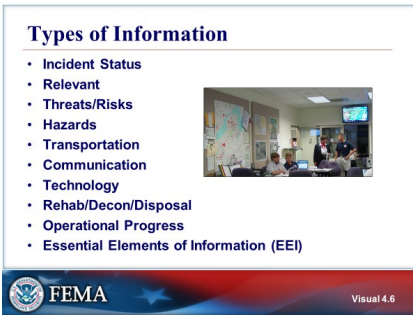 Types of Information
• Incident Status
• Relevant
• Threats/Risks
• Hazards
• Transportation
• Communication
• Technology
• Rehab/Decon/Disposal
• Operational Progress
• Essential Elements of Information (EEI)
FEMA
Visual 4.6